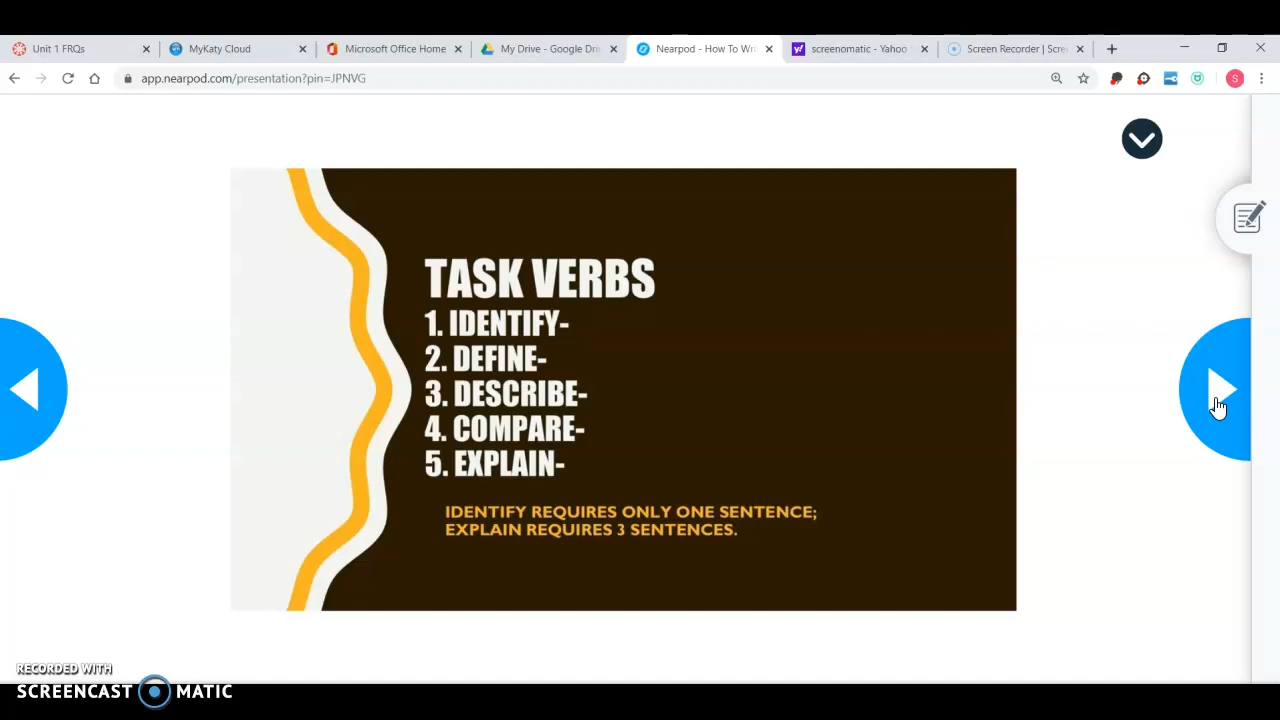 Unit 1 FRQs
MyKaty Cloud
Microsoft Office Home
My Drive - Google Dri
Nearpod - How To Wr
screenomatic - Yahoo
Screen Recorder | Scre
app.nearpod.com/presentation?pin=JPNVG
S
TASK VERBS
1. IDENTIFY-
2. DEFINE-
3. DESCRIBE-
4. COMPARE-
5. EXPLAIN-
IDENTIFY REQUIRES ONLY ONE SENTENCE;
EXPLAIN REQUIRES 3 SENTENCES.
RECORDED WITH
SCREENCAST MATIC